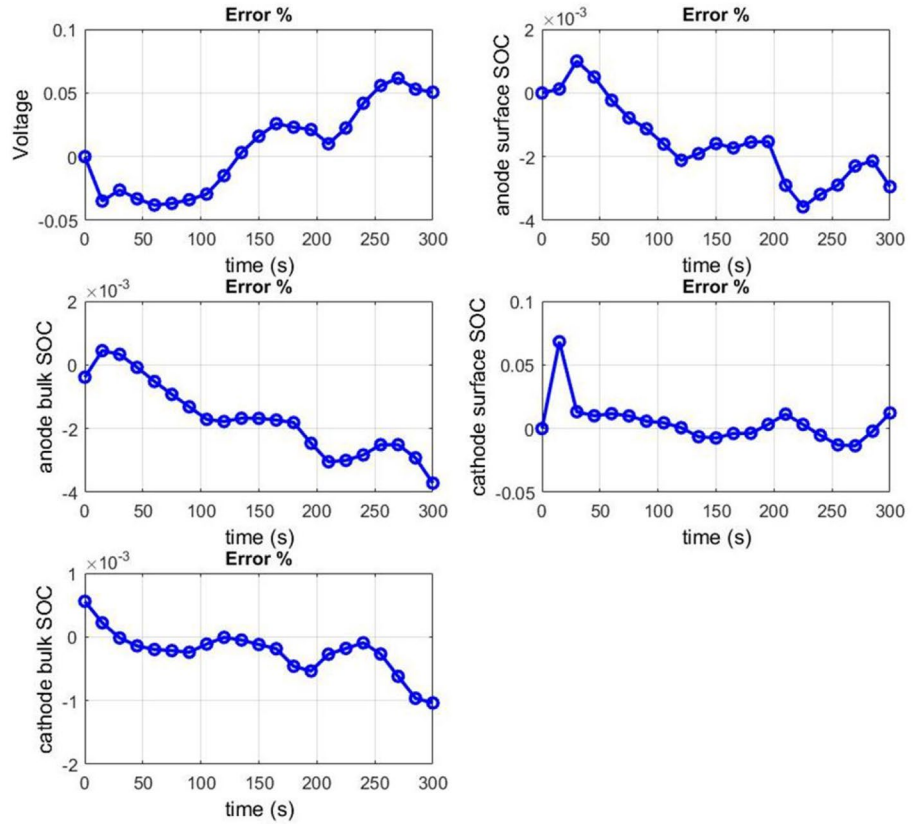 Error %
0.1
0.05
0
-0.05
Voltage
0 50 100 150 200 250 300
time (s)
Error %
×10-3
2
0
-2
-4
anode surface SOC
0 50 100 150 200 250 300
time (s)
Error %
×10-3
2
0
-2
-4
anode bulk SOC
0 50 100 150 200 250 300
time (s)
Error %
0.1
0.05
0
-0.05
cathode surface SOC
0 50 100 150 200 250 300
time (s)
Error %
×10-3
1
0
-1
-2
cathode bulk SOC
0 50 100 150 200 250 300
time (s)